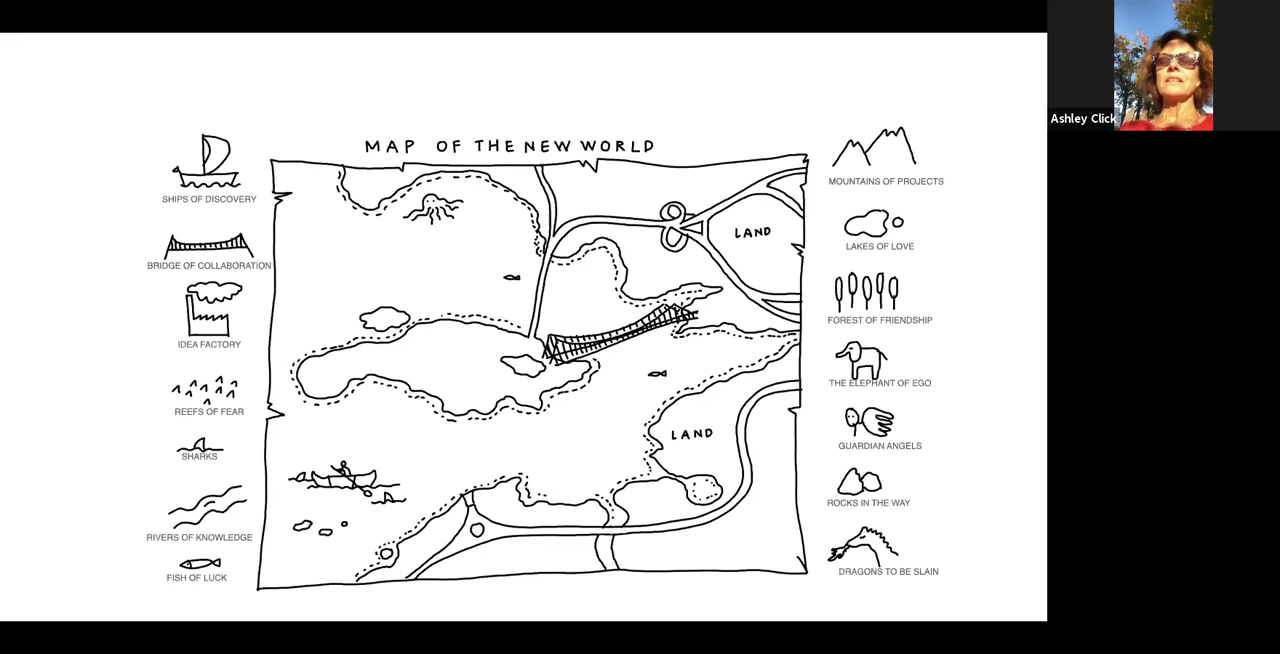 Ashley Click
MAP OF THE NEW WORLD
SHIPS OF DISCOVERY
BRIDGE OF COLLABORATION
IDEA FACTORY
REEFS OF FEAR
SHARKS
RIVERS OF KNOWLEDGE
FISH OF LUCK
LAND
LAND
MOUNTAINS OF PROJECTS
LAKES OF LOVE
FOREST OF FRIENDSHIP
THE ELEPHANT OF EGO
GUARDIAN ANGELS
ROCKS IN THE WAY
DRAGONS TO BE SLAIN